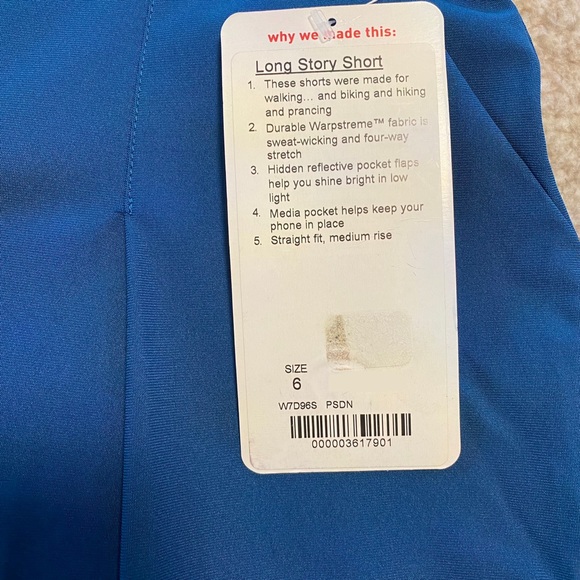 why we made this:
Long Story Short
1. These shorts were made for
walking... and biking and hiking
and prancing
2. Durable Warpstreme™ fabric is
sweat-wicking and four-way
stretch
3. Hidden reflective pocket flaps
help you shine bright in low
light
4. Media pocket helps keep your
phone in place
5. Straight fit, medium rise
SIZE
6
W7D96S PSDN
000003617901